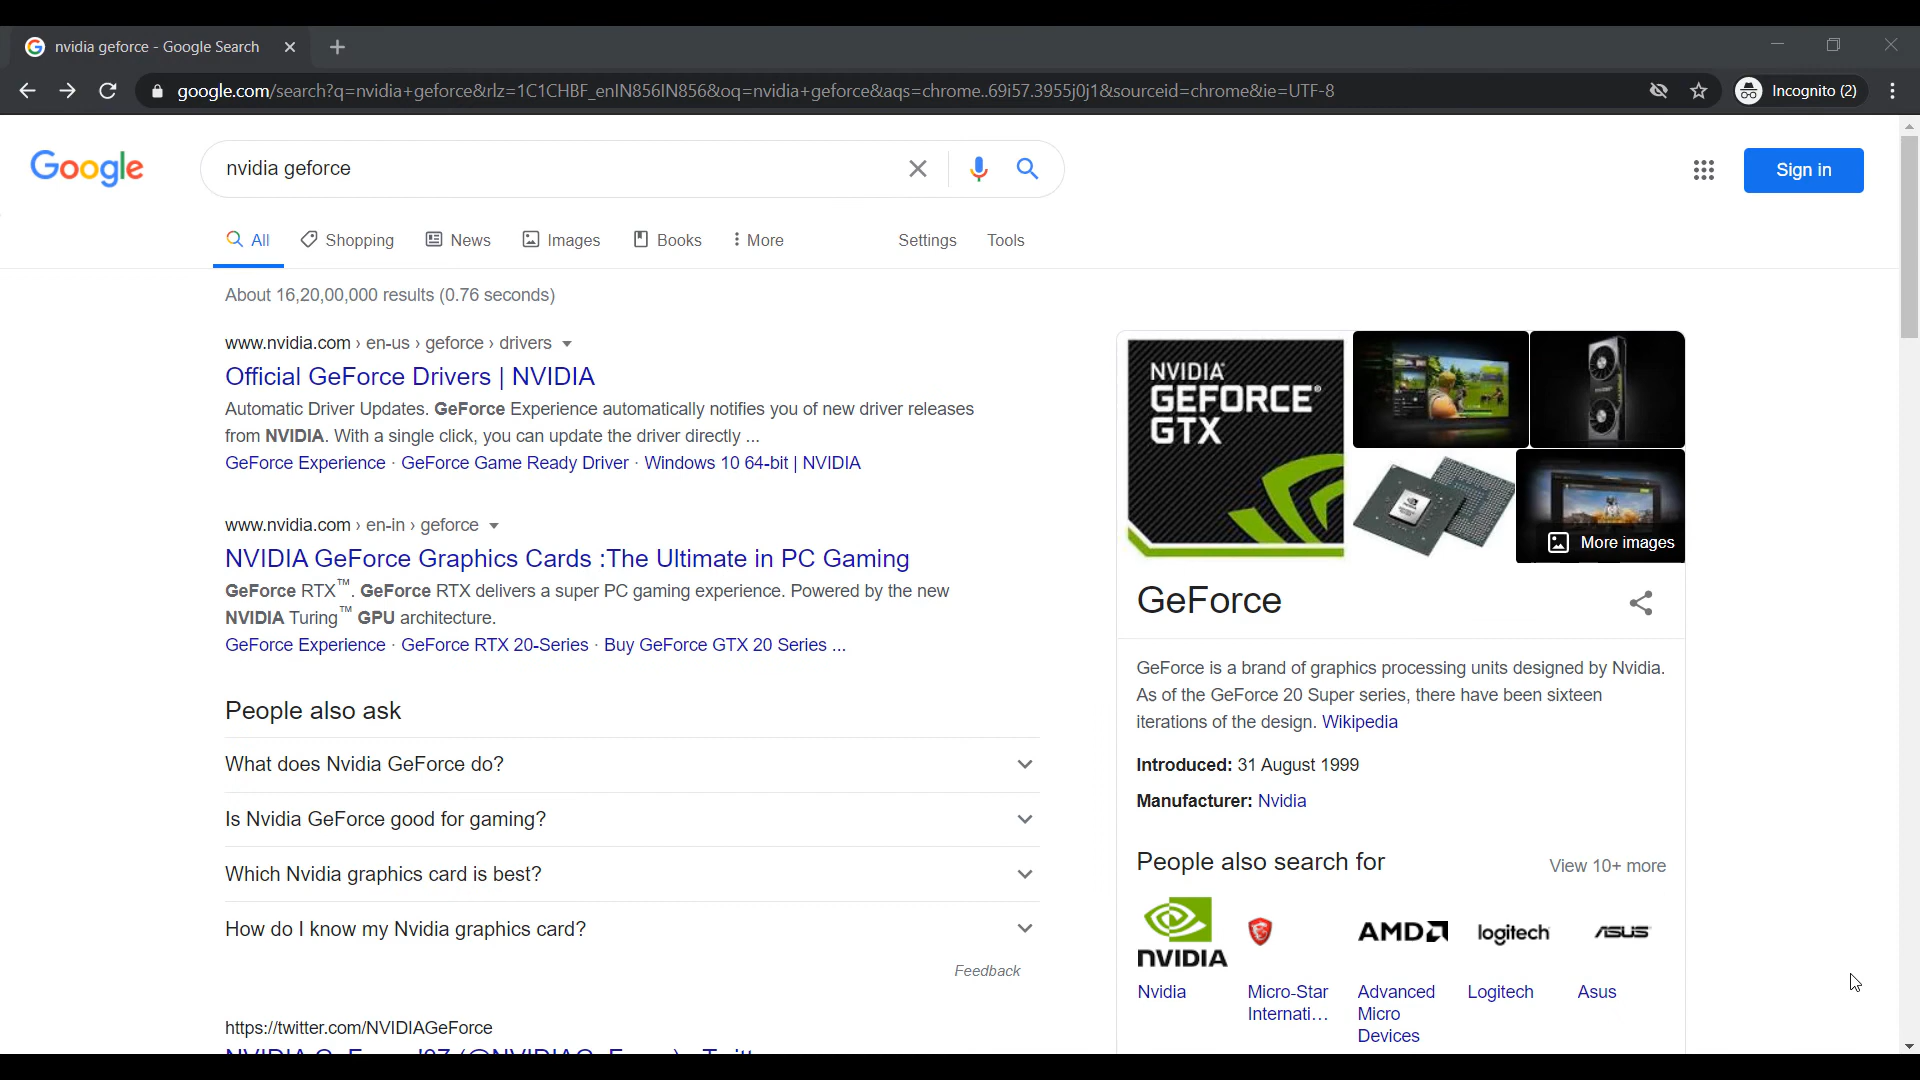 nvidia geforce - Google Search
google.com/search?q=nvidia+geforce&rlz=1C1CHBF_enIN856IN856&oq=nvidia+geforce&aqs=chrome..69i57.3955j0j1&sourceid=chrome&ie=UTF-8
Incognito (2)
Google
nvidia geforce
Sign in
All
Shopping
News
Images
Books
More
Settings
Tools
About 16,20,00,000 results (0.76 seconds)
www.nvidia.com › en-us › geforce › drivers
Official GeForce Drivers | NVIDIA
Automatic Driver Updates. GeForce Experience automatically notifies you of new driver releases
from NVIDIA. With a single click, you can update the driver directly ...
GeForce Experience · GeForce Game Ready Driver · Windows 10 64-bit | NVIDIA
www.nvidia.com › en-in › geforce
NVIDIA GeForce Graphics Cards :The Ultimate in PC Gaming
GeForce RTX™. GeForce RTX delivers a super PC gaming experience. Powered by the new
NVIDIA Turing™ GPU architecture.
GeForce Experience · GeForce RTX 20-Series · Buy GeForce GTX 20 Series ...
People also ask
What does Nvidia GeForce do?
Is Nvidia GeForce good for gaming?
Which Nvidia graphics card is best?
How do I know my Nvidia graphics card?
Feedback
https://twitter.com/NVIDIAGeForce
NVIDIA®
GEFORCE®
GTX
More images
GeForce
GeForce is a brand of graphics processing units designed by Nvidia.
As of the GeForce 20 Super series, there have been sixteen
iterations of the design. Wikipedia
Introduced: 31 August 1999
Manufacturer: Nvidia
People also search for
View 10+ more
NVIDIA
AMD
logitech
ASUS
Nvidia
Micro-Star
Internati...
Advanced
Micro
Devices
Logitech
Asus